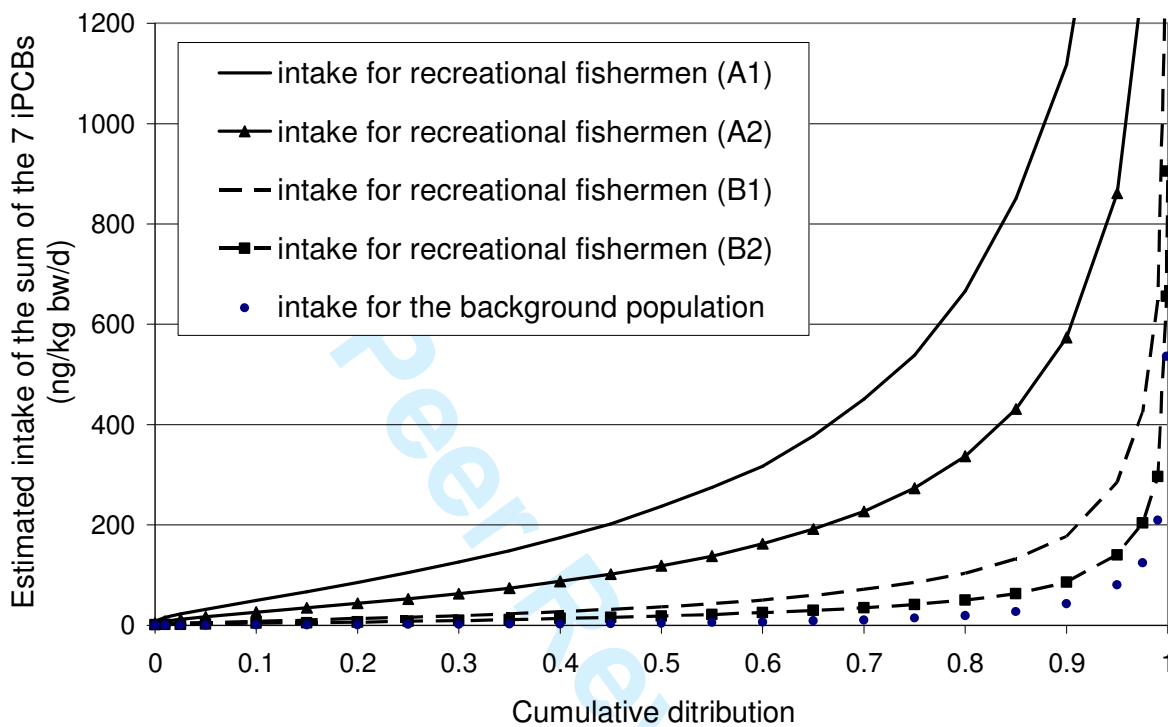 Estimated intake of the sum of the 7 iPCBs
(ng/kg bw/d)
1200
1000
800
600
400
200
0
intake for recreational fishermen (A1)
intake for recreational fishermen (A2)
intake for recreational fishermen (B1)
intake for recreational fishermen (B2)
intake for the background population
Peer Re
0 0.1 0.2 0.3 0.4 0.5 0.6 0.7 0.8 0.9 1
Cumulative ditribution